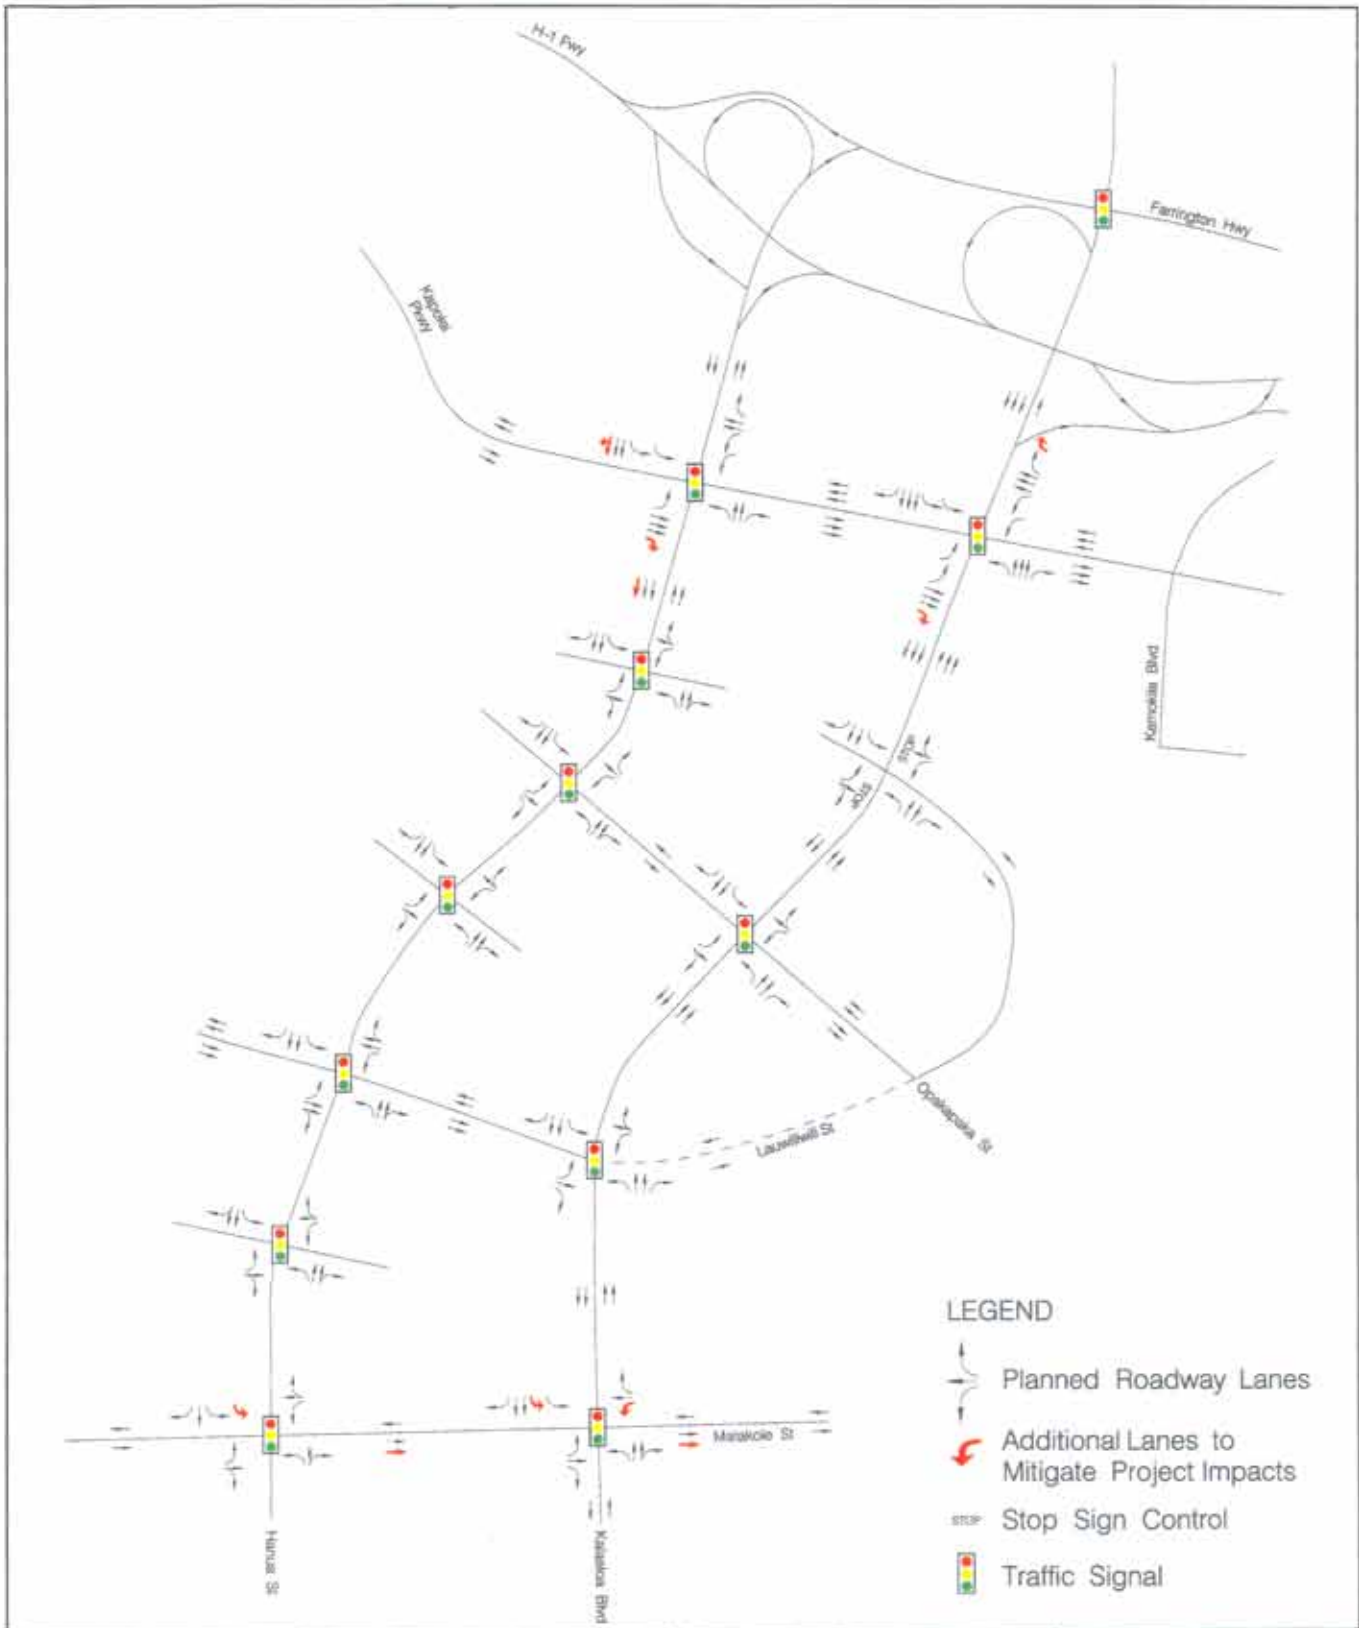 H-1 Fwy
Farrington Hwy
Kapolei
Pkwy
Kamokila Blvd
STOP
STOP
Opakapaka St
Lauwiliwili St
Malakole St
Hanua St
Kalaeloa Blvd
LEGEND
Planned Roadway Lanes
Additional Lanes to
Mitigate Project Impacts
STOP Stop Sign Control
Traffic Signal